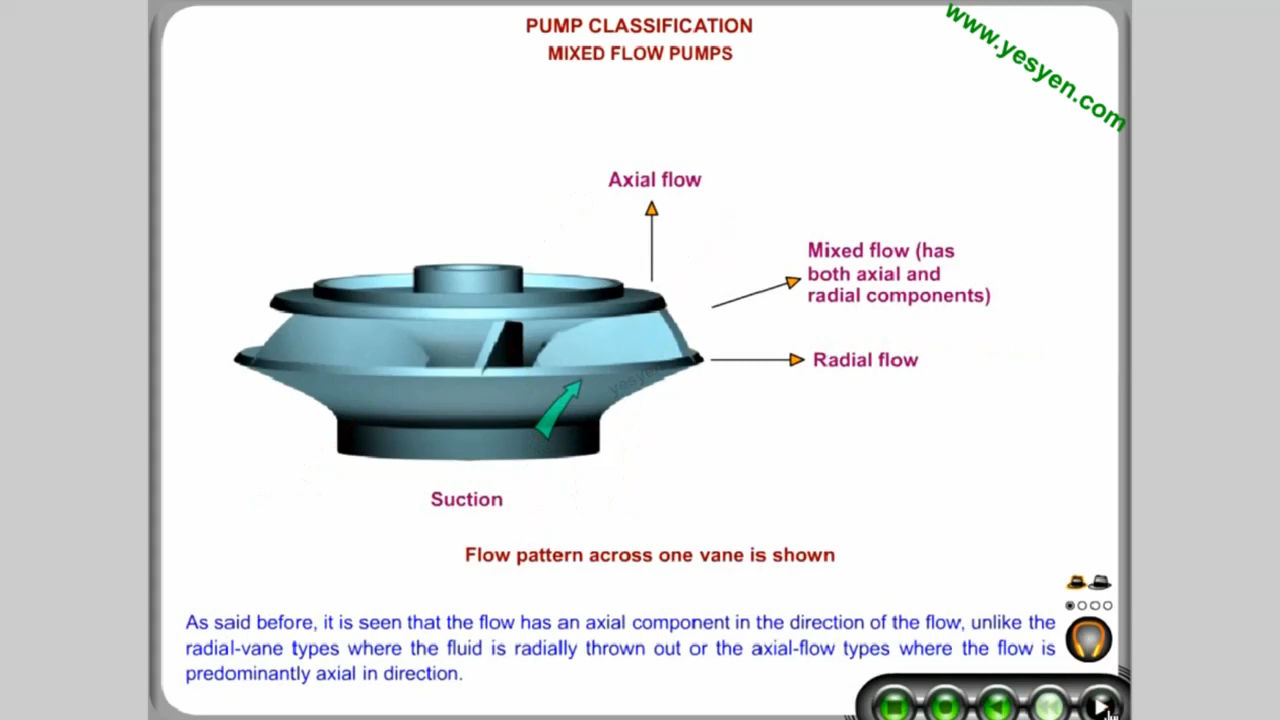 PUMP CLASSIFICATION
MIXED FLOW PUMPS
www.yesyen.com
Axial flow
Mixed flow (has
both axial and
radial components)
Radial flow
yesyen
Suction
Flow pattern across one vane is shown
As said before, it is seen that the flow has an axial component in the direction of the flow, unlike the
radial-vane types where the fluid is radially thrown out or the axial-flow types where the flow is
predominantly axial in direction.